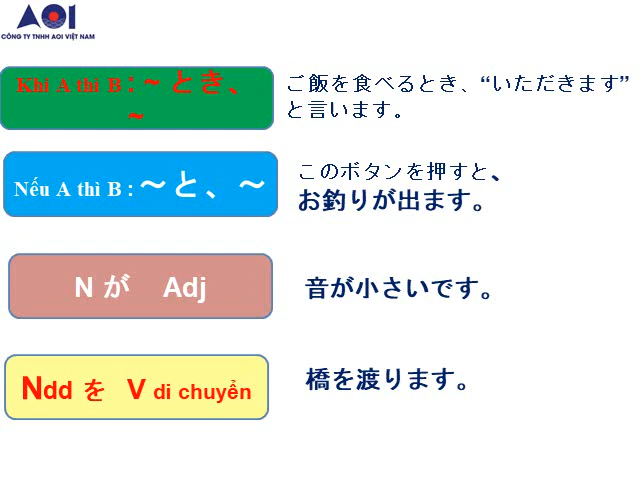 AOI
CÔNG TY TNHH AOI VIỆT NAM
Khi A thì B : ~ とき、
~
ご飯を食べるとき、“いただきます”
と言います。
Nếu A thì B : ～と、～
このボタンを押すと、
お釣りが出ます。
N が Adj
音が小さいです。
Ndd を V di chuyển
橋を渡ります。